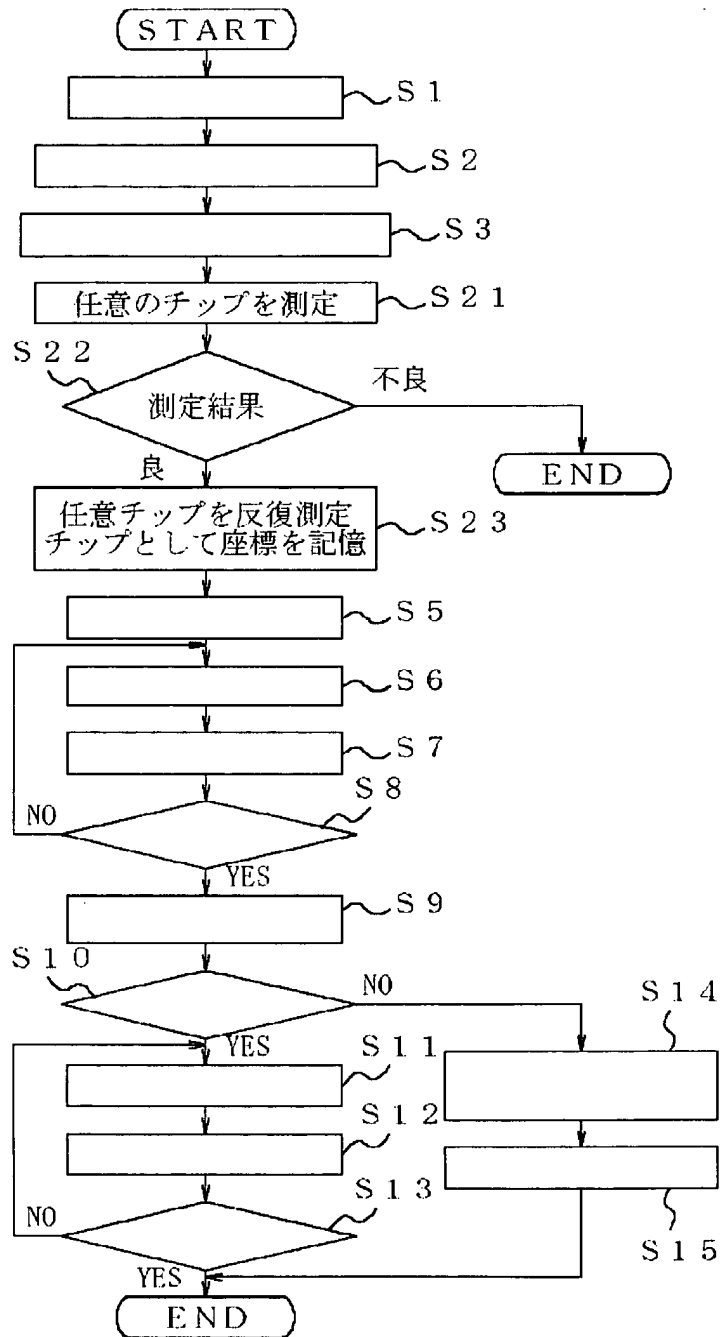 START
S1
S2
S3
任意のチップを測定
S21
S22
測定結果
不良
END
良
任意チップを反復測定
チップとして座標を記憶
S23
S5
S6
S7
S8
NO
YES
S9
S10
NO
YES
S14
S11
S12
S13
NO
S15
YES
END